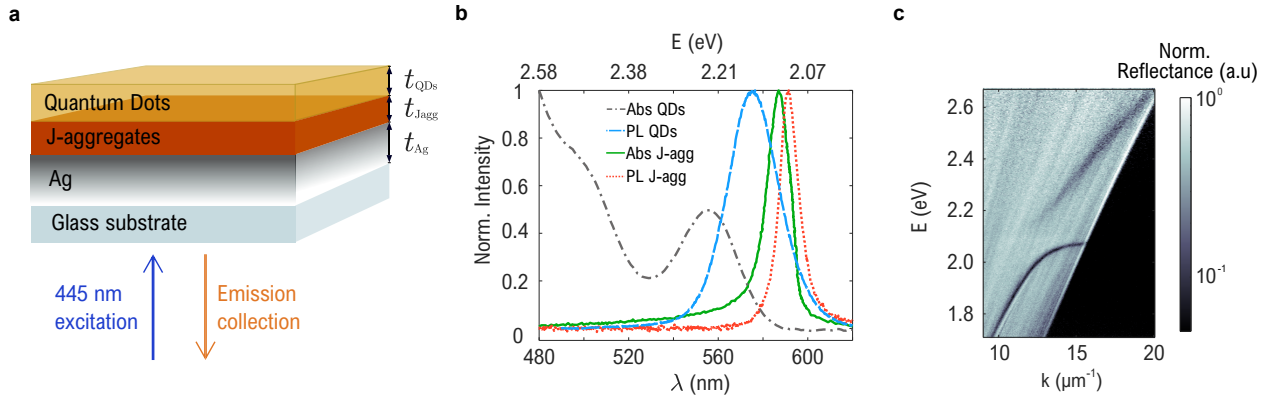 a
Quantum Dots
J-aggregates
Ag
Glass substrate
tQDs
tJagg
tAg
445 nm
excitation
Emission
collection
b
E (eV)
2.58 2.38 2.21 2.07
Norm. Intensity
1
0.8
0.6
0.4
0.2
0
Abs QDs
PL QDs
Abs J-agg
PL J-agg
480 520 560 600
λ (nm)
c
Norm.
Reflectance (a.u)
E (eV)
2.6
2.4
2.2
2.0
1.8
10 15 20
k (μm⁻¹)
10⁰
10⁻¹